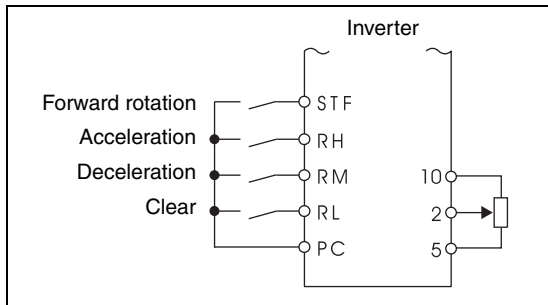 Inverter
Forward rotation STF
Acceleration RH
Deceleration RM 10
Clear RL 2
PC 5